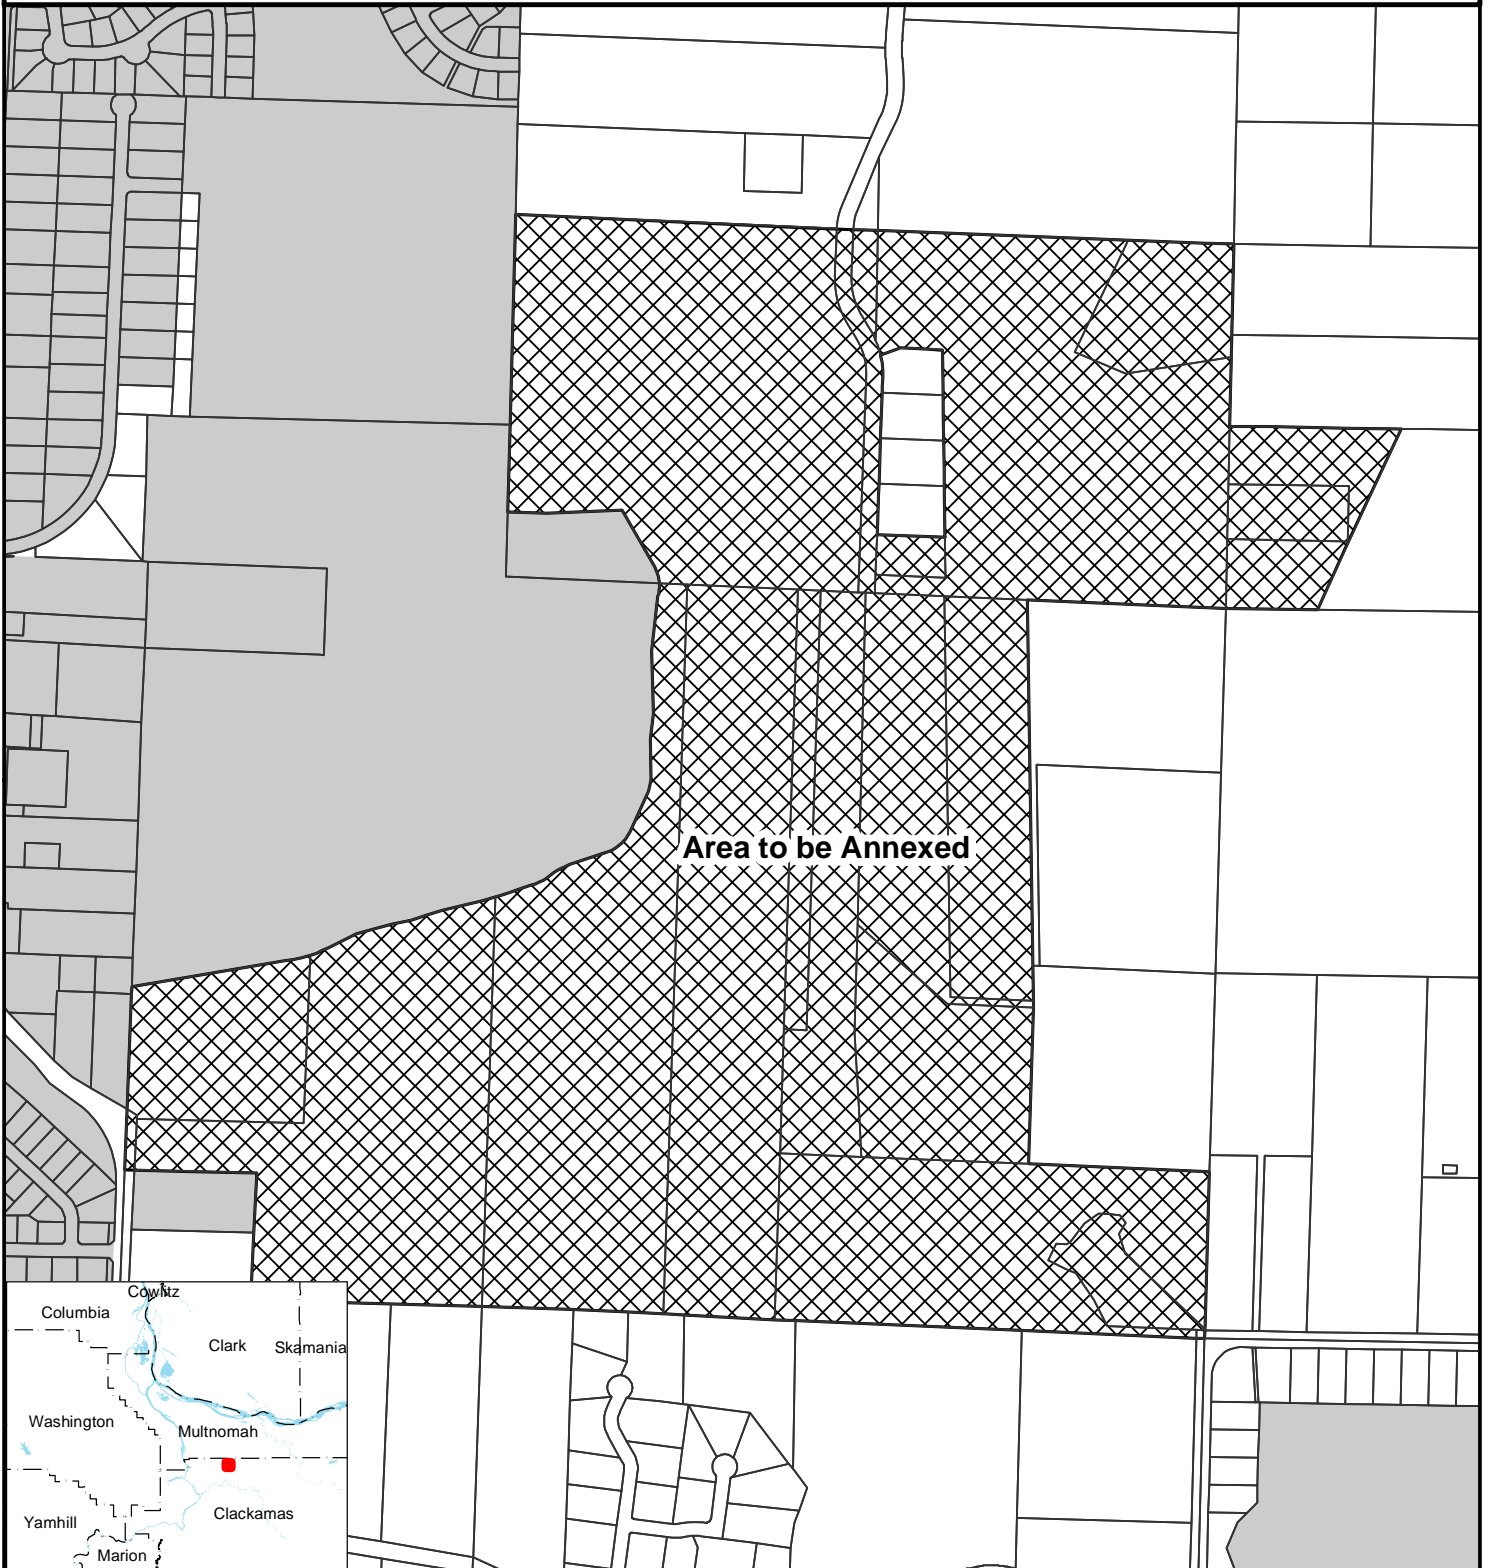 Area to be Annexed
Cowlitz
Columbia
Clark
Skamania
Washington
Multnomah
Clackamas
Yamhill
Marion